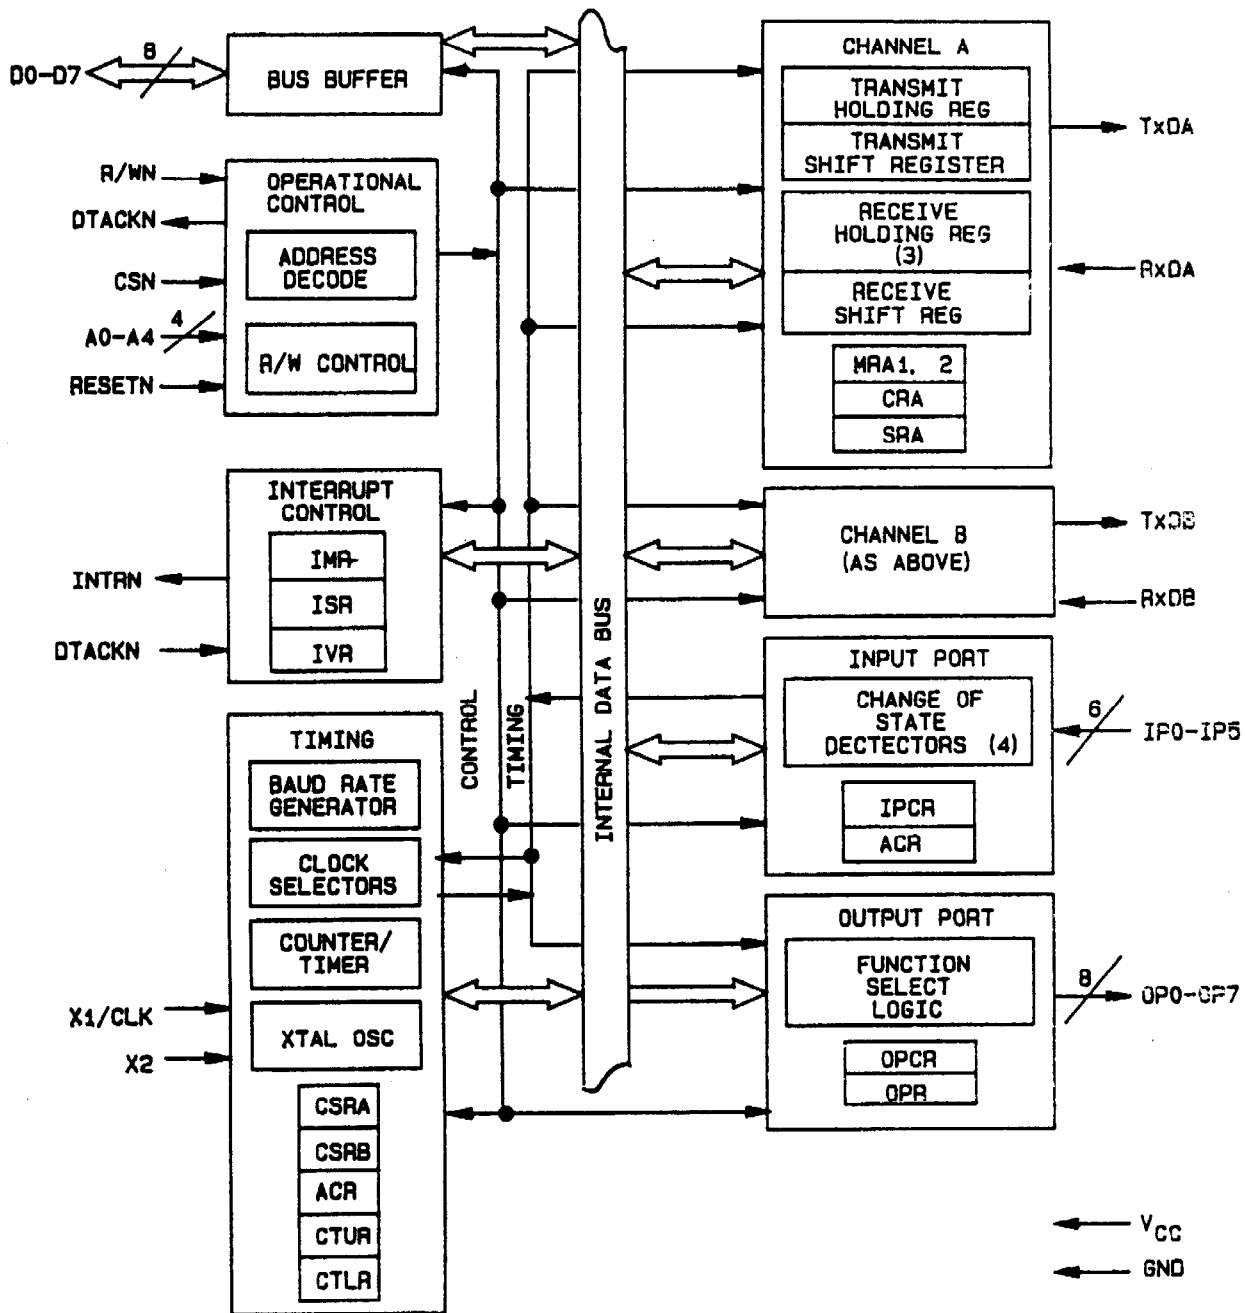 D0-D7
8
BUS BUFFER
R/WN
DTACKN
CSN
A0-A4
4
RESETN
OPERATIONAL
CONTROL
ADDRESS
DECODE
R/W CONTROL
INTERRUPT
CONTROL
IMR
ISR
IVR
INTRN
DTACKN
TIMING
BAUD RATE
GENERATOR
CLOCK
SELECTORS
COUNTER/
TIMER
XTAL OSC
X1/CLK
X2
CSRA
CSRB
ACR
CTUR
CTLR
CONTROL
TIMING
INTERNAL DATA BUS
CHANNEL A
TRANSMIT
HOLDING REG
TRANSMIT
SHIFT REGISTER
RECEIVE
HOLDING REG
(3)
RECEIVE
SHIFT REG
MRA1, 2
CRA
SRA
TxDA
RxDA
CHANNEL B
(AS ABOVE)
TxDB
RxDB
INPUT PORT
CHANGE OF
STATE
DECTECTORS (4)
IPCR
ACR
6
IP0-IP5
OUTPUT PORT
FUNCTION
SELECT
LOGIC
OPCR
OPR
8
OP0-OP7
VCC
GND